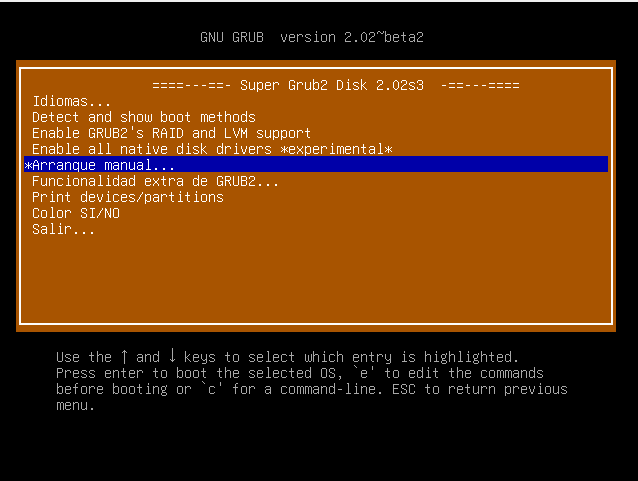 GNU GRUB  version 2.02~beta2
====---==- Super Grub2 Disk 2.02s3  -==---====
Idiomas...
Detect and show boot methods
Enable GRUB2's RAID and LVM support
Enable all native disk drivers *experimental*
*Arranque manual...
Funcionalidad extra de GRUB2...
Print devices/partitions
Color SI/NO
Salir...
Use the ↑ and ↓ keys to select which entry is highlighted.
Press enter to boot the selected OS, `e' to edit the commands
before booting or `c' for a command-line. ESC to return previous
menu.